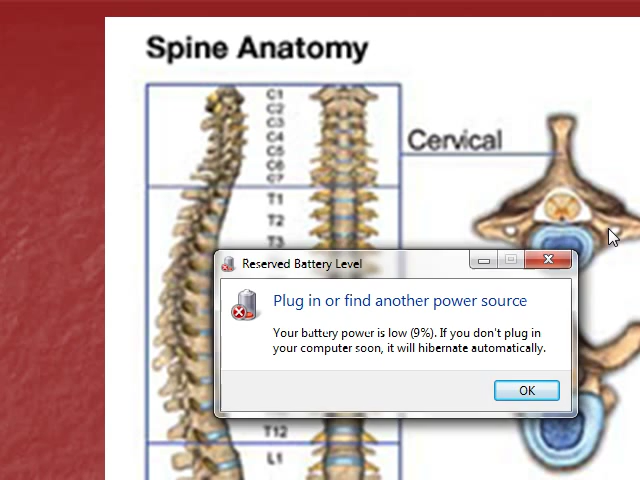 Spine Anatomy
C1
C2
C3
C4
C5
C6
C7
Cervical
T1
T2
T3
Reserved Battery Level
Plug in or find another power source
Your battery power is low (9%). If you don't plug in
your computer soon, it will hibernate automatically.
OK
T12
L1